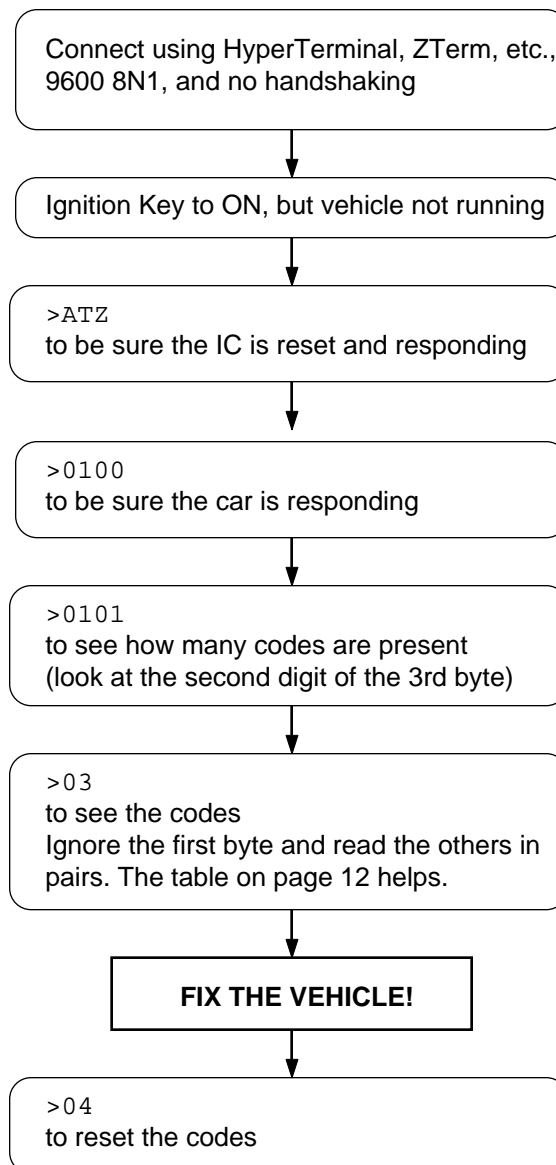 Connect using HyperTerminal, ZTerm, etc.,
9600 8N1, and no handshaking
Ignition Key to ON, but vehicle not running
>ATZ
to be sure the IC is reset and responding
>0100
to be sure the car is responding
>0101
to see how many codes are present
(look at the second digit of the 3rd byte)
>03
to see the codes
Ignore the first byte and read the others in
pairs. The table on page 12 helps.
FIX THE VEHICLE!
>04
to reset the codes